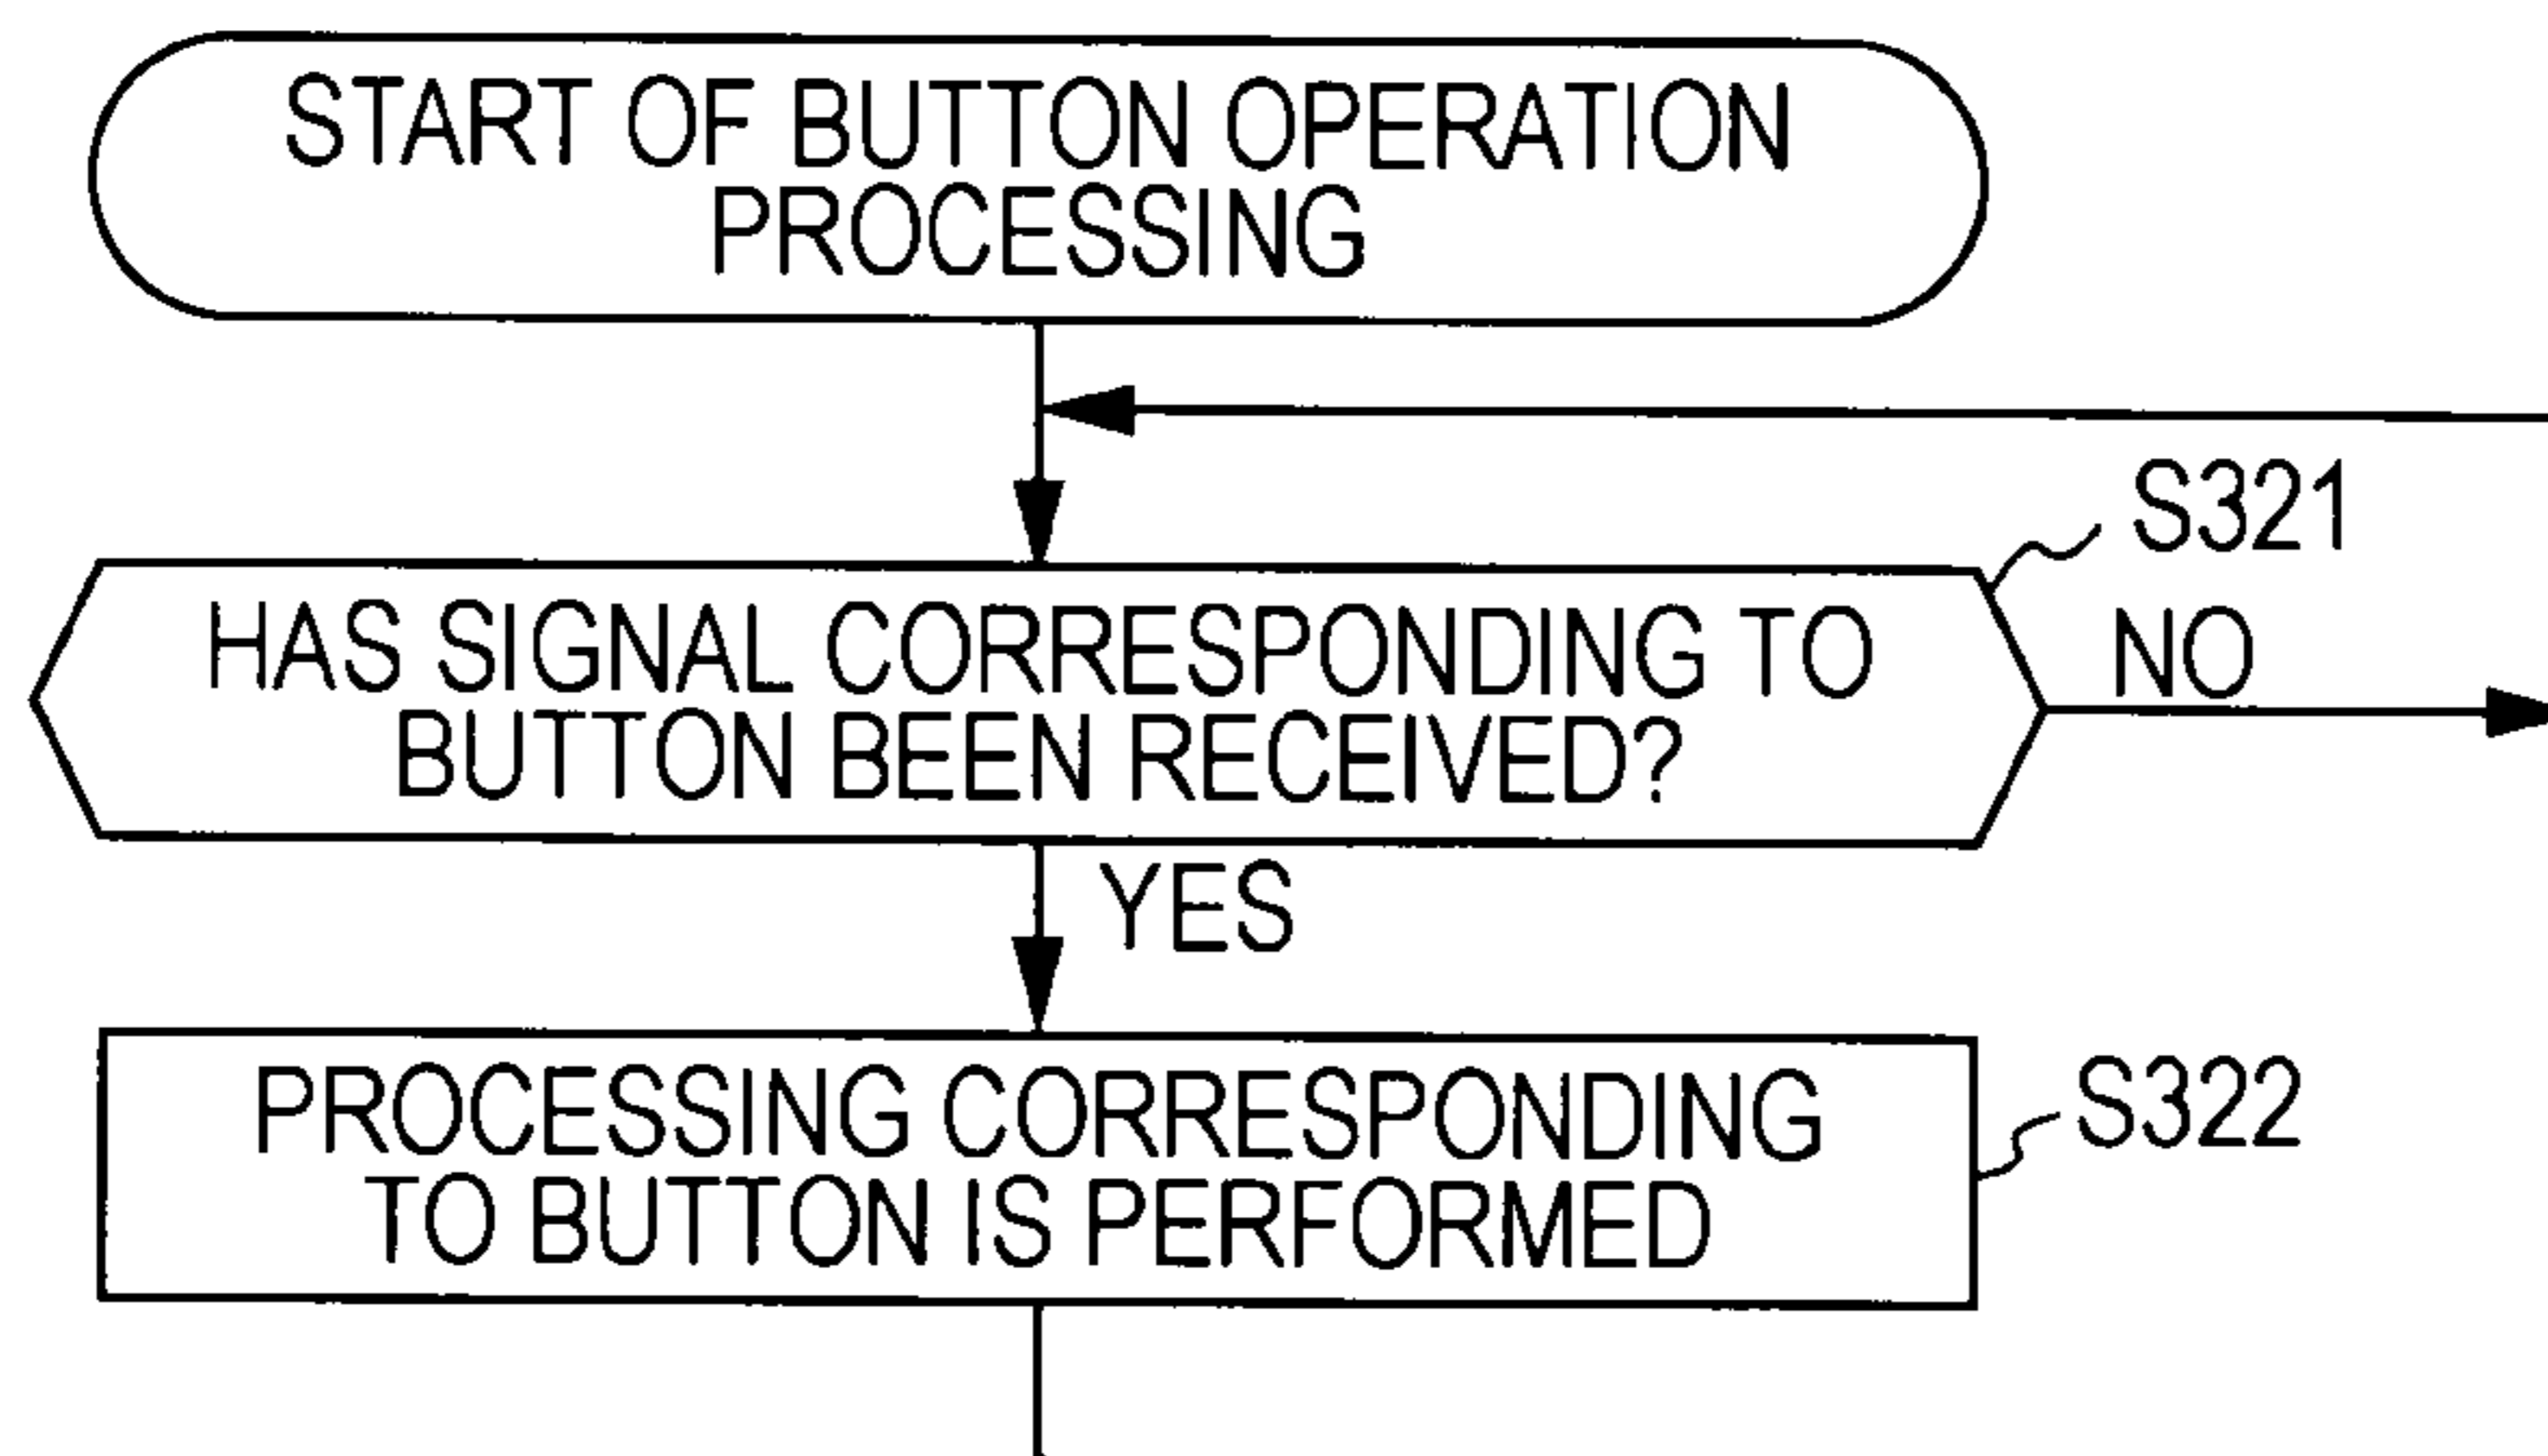 START OF BUTTON OPERATION
PROCESSING
S321
HAS SIGNAL CORRESPONDING TO
BUTTON BEEN RECEIVED?
NO
YES
PROCESSING CORRESPONDING
TO BUTTON IS PERFORMED
S322